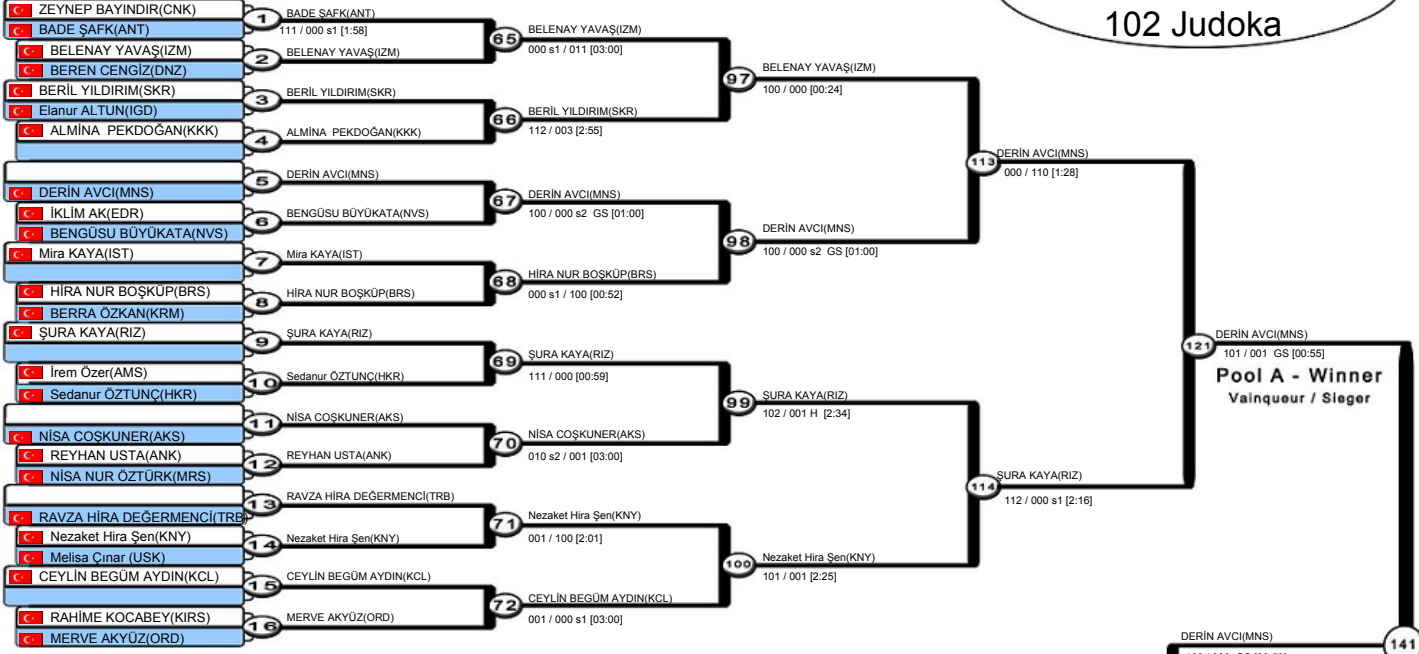 102 Judoka
ZEYNEP BAYINDIR(CNK)
BADE ŞAFK(ANT)
BELENAY YAVAŞ(IZM)
BEREN CENGİZ(DNZ)
BERİL YILDIRIM(SKR)
Elanur ALTUN(IGD)
ALMİNA PEKDOĞAN(KKK)
DERİN AVCI(MNS)
İKLİM AK(EDR)
BENGÜSU BÜYÜKATA(NVS)
Mira KAYA(IST)
HİRA NUR BOŞKÜP(BRS)
BERRA ÖZKAN(KRM)
ŞURA KAYA(RIZ)
İrem Özer(AMS)
Sedanur ÖZTUNÇ(HKR)
NİSA COŞKUNER(AKS)
REYHAN USTA(ANK)
NİSA NUR ÖZTÜRK(MRS)
RAVZA HİRA DEĞERMENCİ(TRB)
Nezaket Hira Şen(KNY)
Melisa Çınar (USK)
CEYLİN BEGÜM AYDIN(KCL)
RAHİME KOCABEY(KIRS)
MERVE AKYÜZ(ORD)
1 BADE ŞAFK(ANT)
111 / 000 s1 [1:58]
2 BELENAY YAVAŞ(IZM)
3 BERİL YILDIRIM(SKR)
4 ALMİNA PEKDOĞAN(KKK)
5 DERİN AVCI(MNS)
6 BENGÜSU BÜYÜKATA(NVS)
7 Mira KAYA(IST)
8 HİRA NUR BOŞKÜP(BRS)
9 ŞURA KAYA(RIZ)
10 Sedanur ÖZTUNÇ(HKR)
11 NİSA COŞKUNER(AKS)
12 REYHAN USTA(ANK)
13 RAVZA HİRA DEĞERMENCİ(TRB)
14 Nezaket Hira Şen(KNY)
15 CEYLİN BEGÜM AYDIN(KCL)
16 MERVE AKYÜZ(ORD)
65 BELENAY YAVAŞ(IZM)
000 s1 / 011 [03:00]
66 BERİL YILDIRIM(SKR)
112 / 003 [2:55]
67 DERİN AVCI(MNS)
100 / 000 s2 GS [01:00]
68 HİRA NUR BOŞKÜP(BRS)
000 s1 / 100 [00:52]
69 ŞURA KAYA(RIZ)
111 / 000 [00:59]
70 NİSA COŞKUNER(AKS)
010 s2 / 001 [03:00]
71 Nezaket Hira Şen(KNY)
001 / 100 [2:01]
72 CEYLİN BEGÜM AYDIN(KCL)
001 / 000 s1 [03:00]
97 BELENAY YAVAŞ(IZM)
100 / 000 [00:24]
98 DERİN AVCI(MNS)
100 / 000 s2 GS [01:00]
99 ŞURA KAYA(RIZ)
102 / 001 H [2:34]
100 Nezaket Hira Şen(KNY)
101 / 001 [2:25]
113 DERİN AVCI(MNS)
000 / 110 [1:28]
114 ŞURA KAYA(RIZ)
112 / 000 s1 [2:16]
121 DERİN AVCI(MNS)
101 / 001 GS [00:55]
Pool A - Winner
Vainqueur / Sieger
DERİN AVCI(MNS)
141